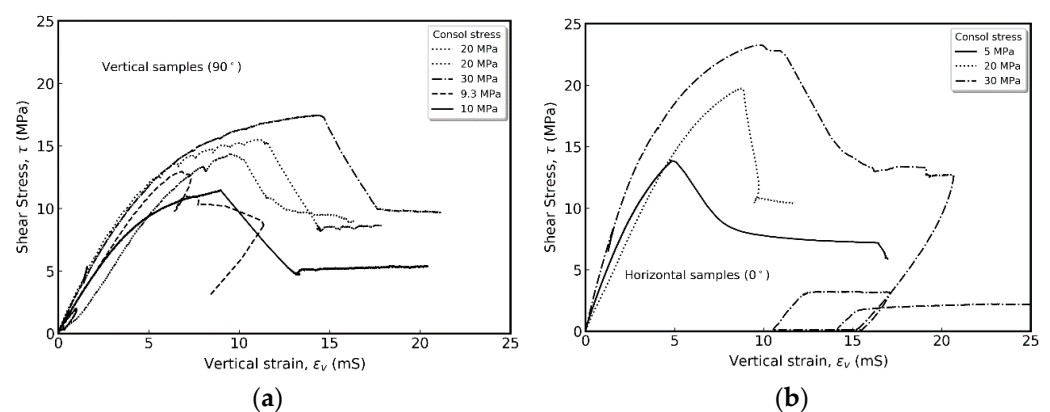 Shear Stress, τ (MPa)
25
20
15
10
5
0
Vertical samples (90°)
Consol stress
20 MPa
20 MPa
30 MPa
9.3 MPa
10 MPa
0 5 10 15 20 25
Vertical strain, εᵥ (mS)
(a)
Shear Stress, τ (MPa)
25
20
15
10
5
0
Consol stress
5 MPa
20 MPa
30 MPa
Horizontal samples (0°)
0 5 10 15 20 25
Vertical strain, εᵥ (mS)
(b)